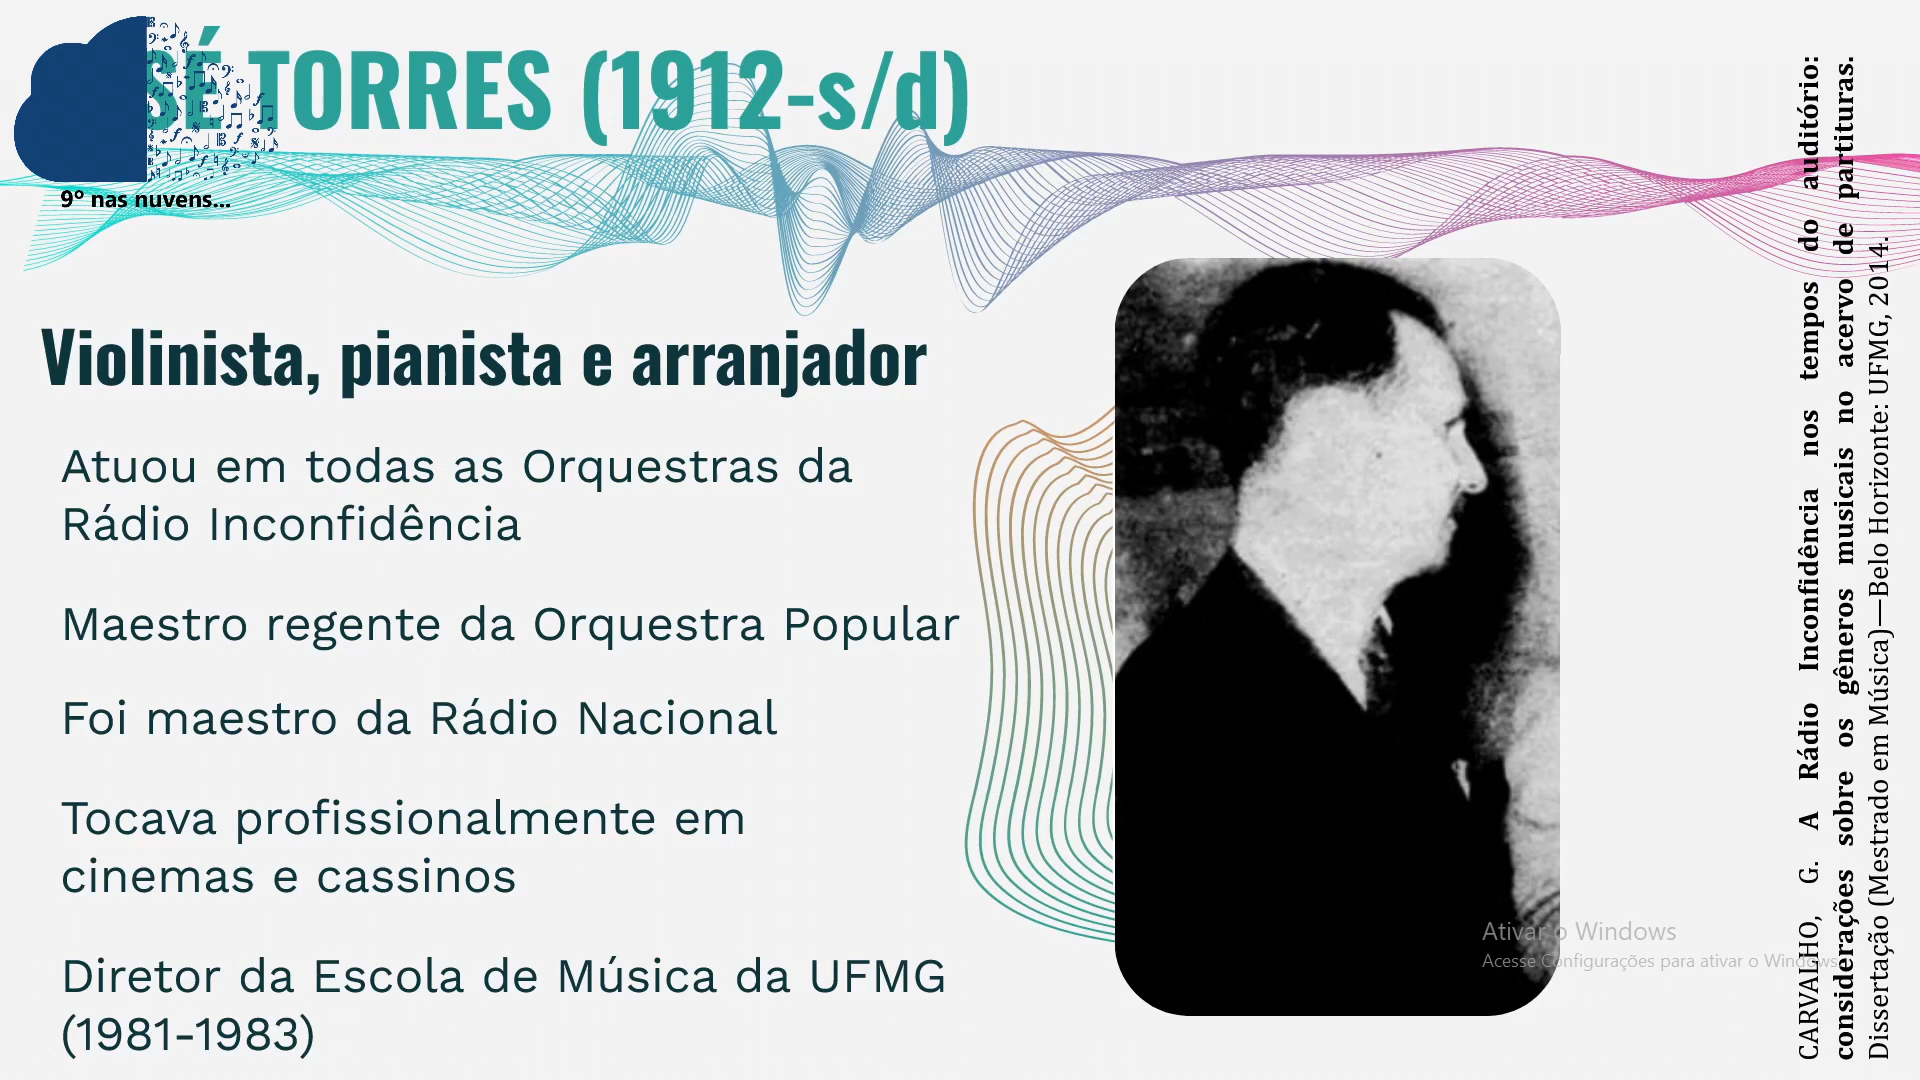 SÉ TORRES (1912-s/d)
9º nas nuvens...
Violinista, pianista e arranjador
Atuou em todas as Orquestras da
Rádio Inconfidência
Maestro regente da Orquestra Popular
Foi maestro da Rádio Nacional
Tocava profissionalmente em
cinemas e cassinos
Diretor da Escola de Música da UFMG
(1981-1983)
CARVALHO, G. A Rádio Inconfidência nos tempos do auditório:
considerações sobre os gêneros musicais no acervo de partituras.
Dissertação (Mestrado em Música)—Belo Horizonte: UFMG, 2014.
Ativar o Windows
Acesse Configurações para ativar o Windows.